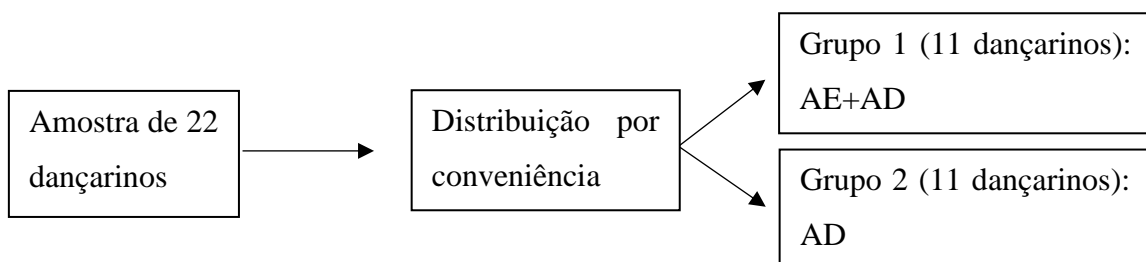 Amostra de 22
dançarinos
Distribuição por
conveniência
Grupo 1 (11 dançarinos):
AE+AD
Grupo 2 (11 dançarinos):
AD